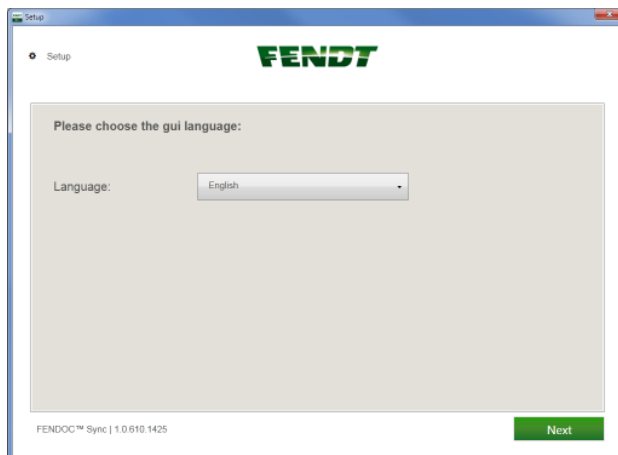 Setup
Setup
FENDT
Please choose the gui language:
Language:
English
FENDOC™ Sync | 1.0.610.1425
Next